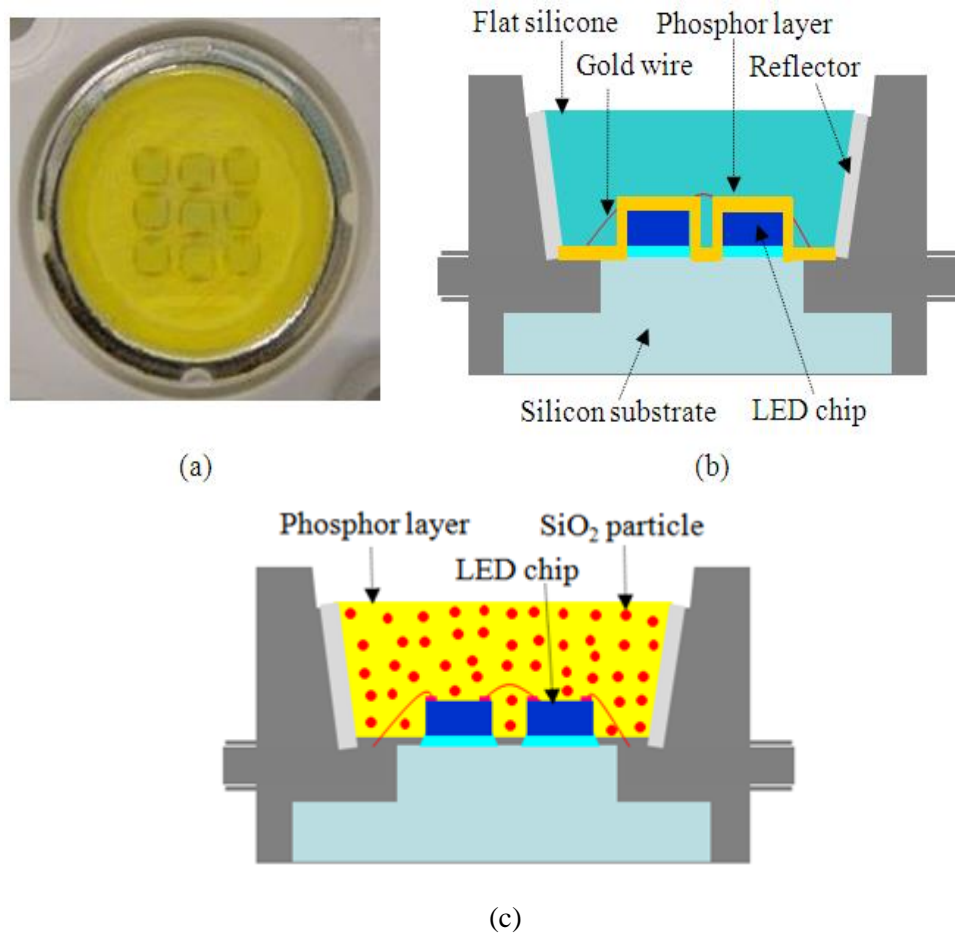 Flat silicone
Phosphor layer
Gold wire
Reflector
Silicon substrate
LED chip
(a)
(b)
Phosphor layer
SiO₂ particle
LED chip
(c)